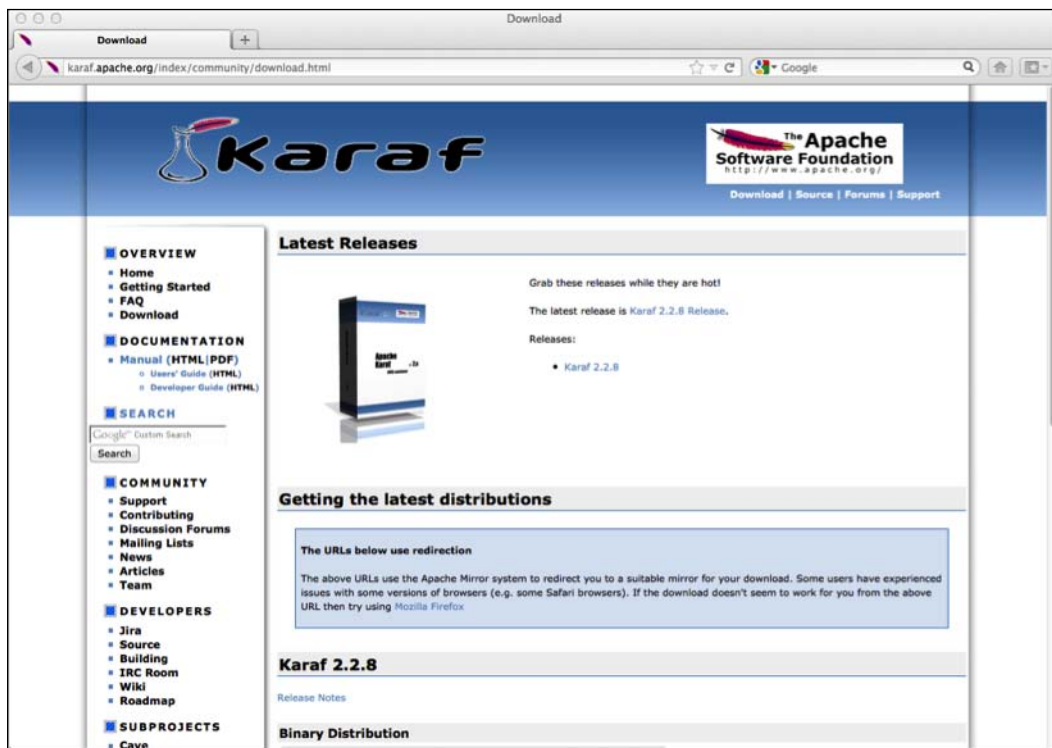 Download
Download
+
karaf.apache.org/index/community/download.html
Google
Karaf
The Apache
Software Foundation
http://www.apache.org/
Download | Source | Forums | Support
OVERVIEW
Home
Getting Started
FAQ
Download
DOCUMENTATION
Manual (HTML|PDF)
Users' Guide (HTML)
Developer Guide (HTML)
SEARCH
Google™ Custom Search
Search
COMMUNITY
Support
Contributing
Discussion Forums
Mailing Lists
News
Articles
Team
DEVELOPERS
Jira
Source
Building
IRC Room
Wiki
Roadmap
SUBPROJECTS
Cave
Latest Releases
Apache
Karaf
Grab these releases while they are hot!
The latest release is Karaf 2.2.8 Release.
Releases:
Karaf 2.2.8
Getting the latest distributions
The URLs below use redirection
The above URLs use the Apache Mirror system to redirect you to a suitable mirror for your download. Some users have experienced
issues with some versions of browsers (e.g. some Safari browsers). If the download doesn't seem to work for you from the above
URL then try using Mozilla Firefox
Karaf 2.2.8
Release Notes
Binary Distribution